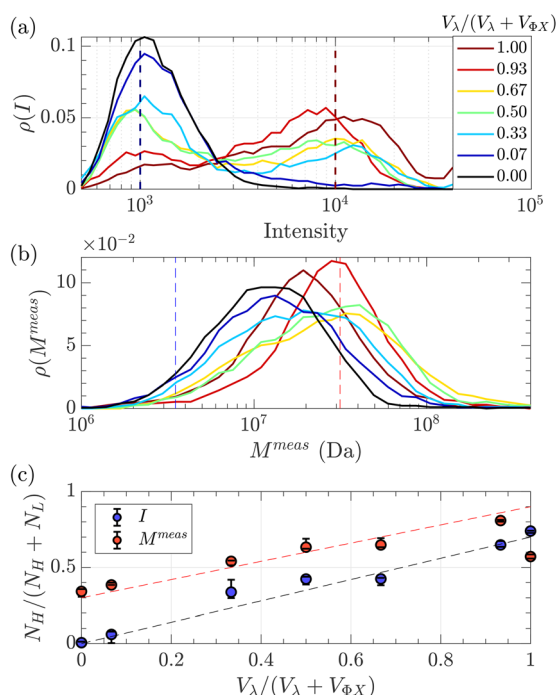 (a)
V_λ/(V_λ + V_ΦX)
1.00
0.93
0.67
0.50
0.33
0.07
0.00
0.1
0.05
0
ρ(I)
10^3
10^4
10^5
Intensity
(b)
×10^-2
10
5
0
ρ(M^meas)
10^6
10^7
10^8
M^meas (Da)
(c)
1
0.5
0
N_H/(N_H + N_L)
I
M^meas
0
0.2
0.4
0.6
0.8
1
V_λ/(V_λ + V_ΦX)